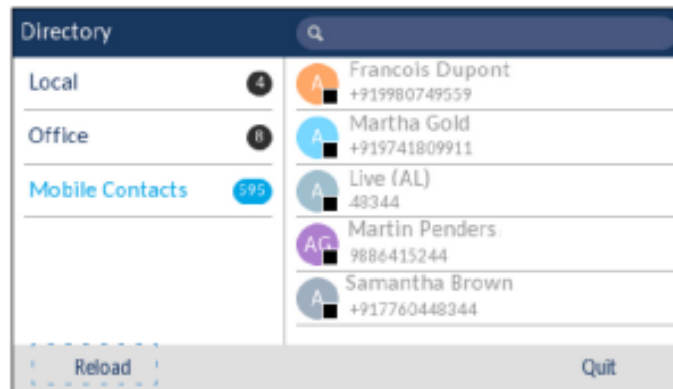 Directory
Local 4
Office 8
Mobile Contacts 595
A Francois Dupont
+919980749559
A Martha Gold
+919741809911
A Live (AL)
48344
AG Martin Penders
9886415244
A Samantha Brown
+917760448344
Reload Quit